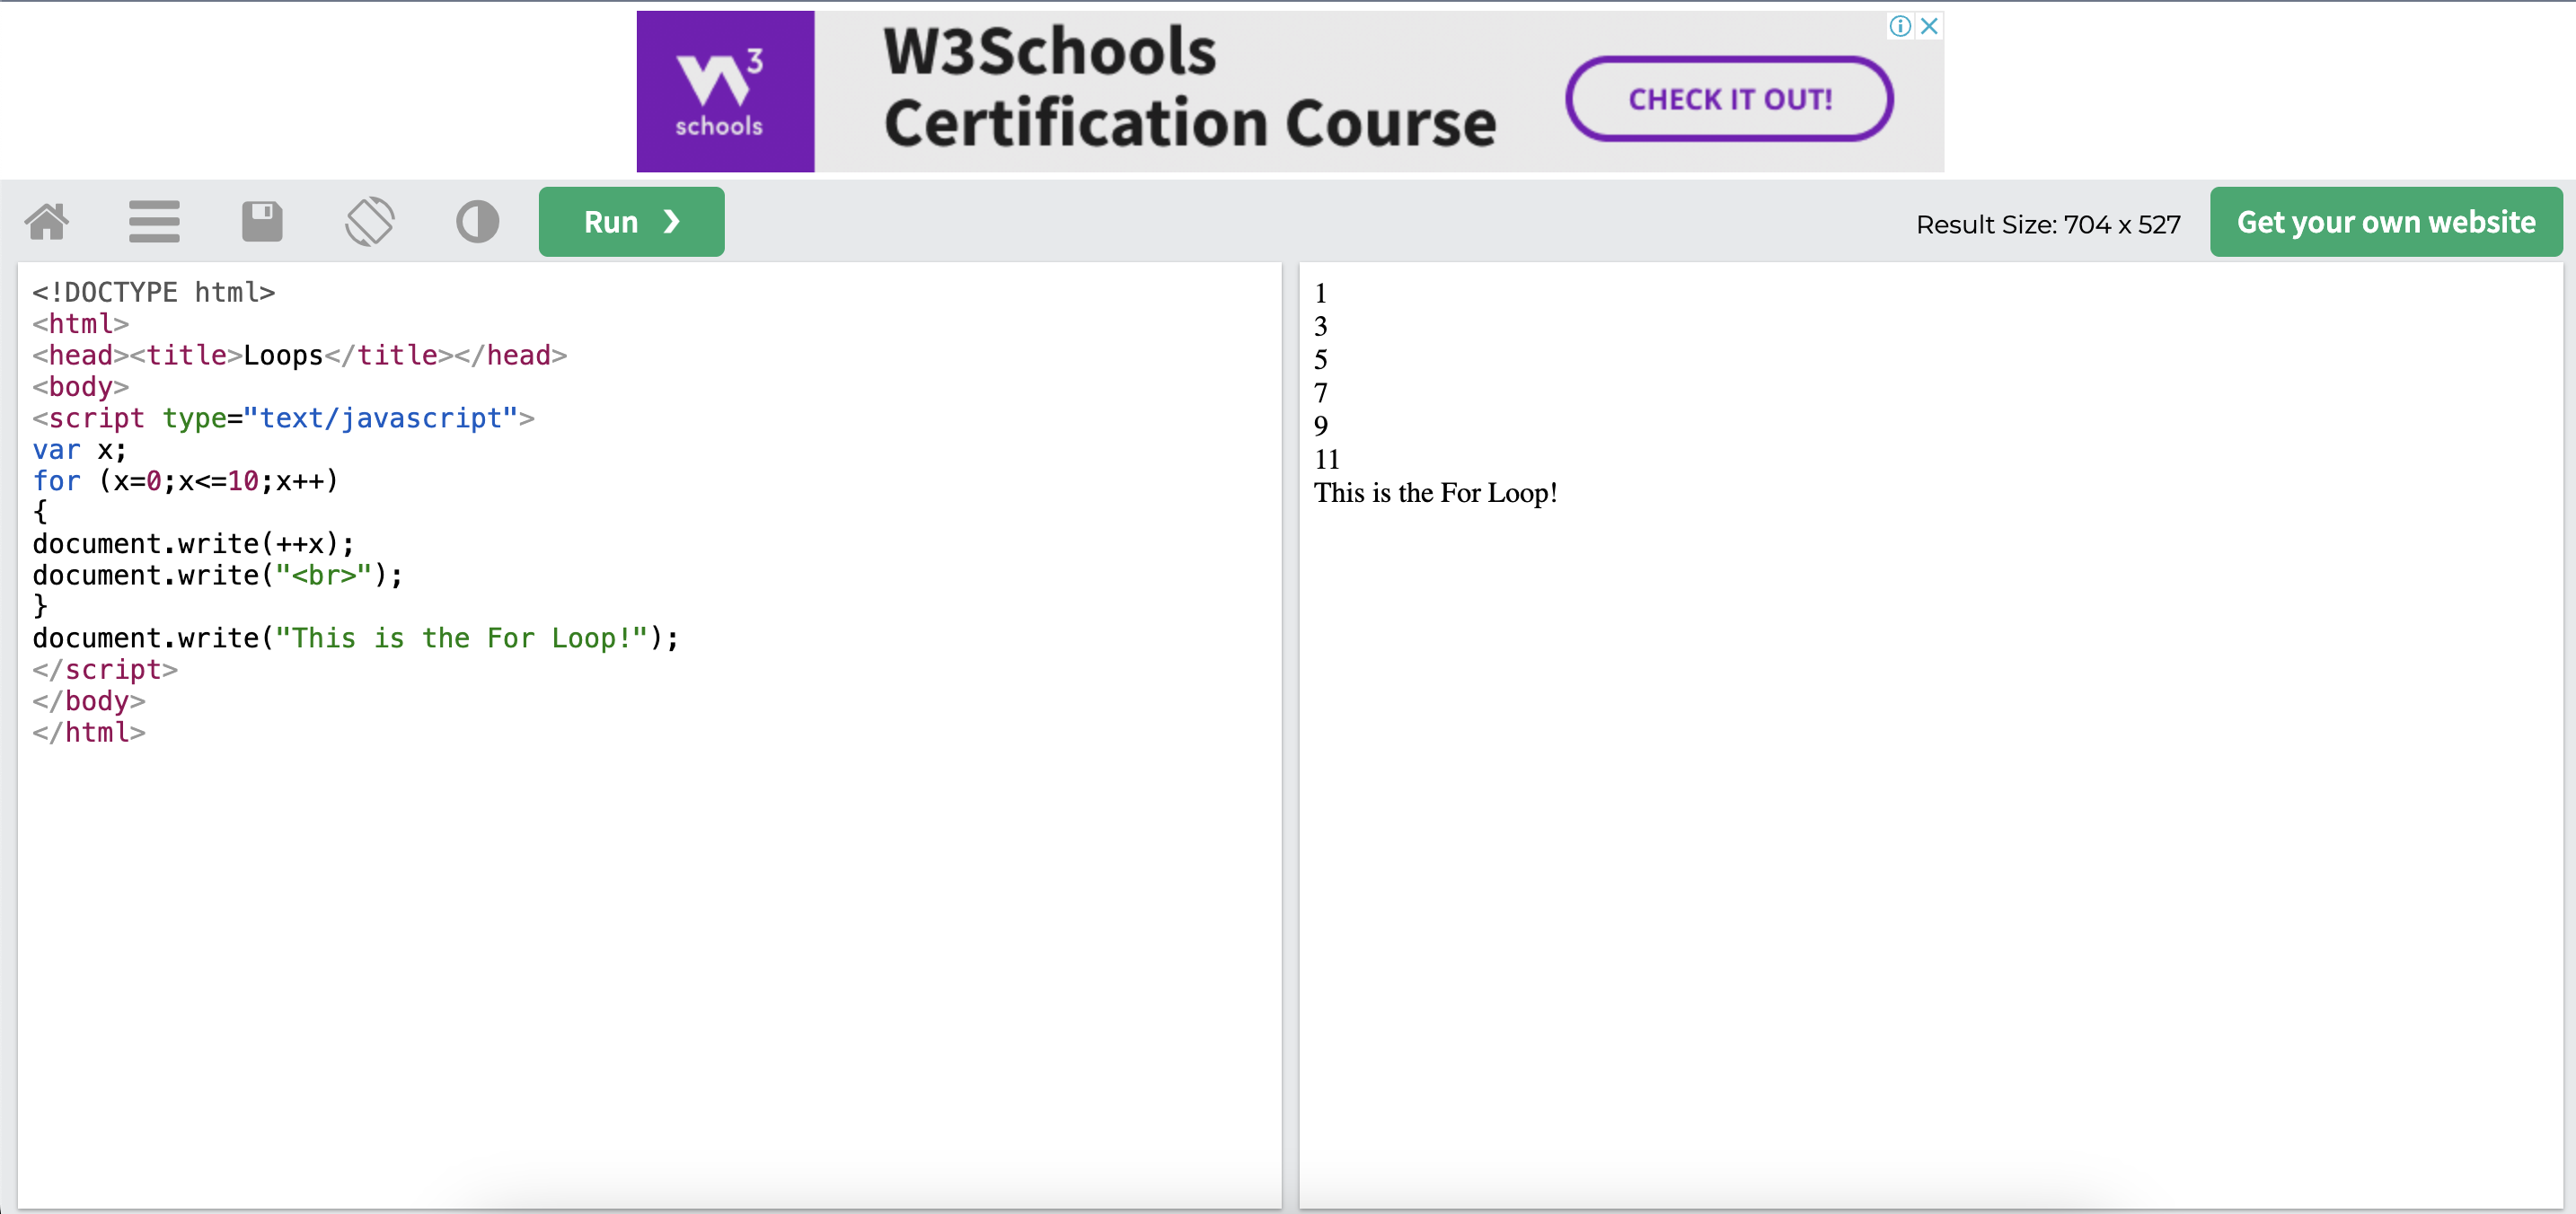 W3 schools
W3Schools
Certification Course
CHECK IT OUT!
Run ❯
Result Size: 704 x 527
Get your own website
<!DOCTYPE html>
<html>
<head><title>Loops</title></head>
<body>
<script type="text/javascript">
var x;
for (x=0;x<=10;x++)
{
document.write(++x);
document.write("<br>");
}
document.write("This is the For Loop!");
</script>
</body>
</html>
1
3
5
7
9
11
This is the For Loop!